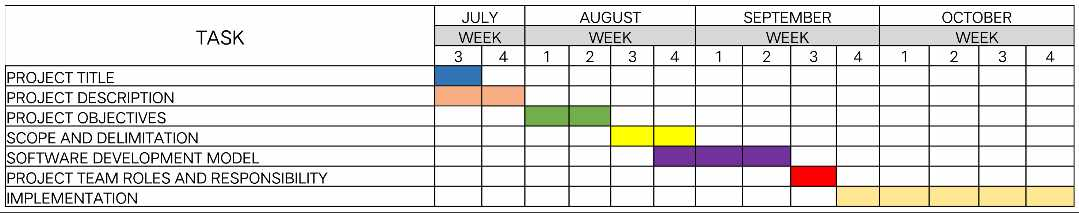 TASK JULY AUGUST SEPTEMBER OCTOBER
WEEK WEEK WEEK WEEK
3 4 1 2 3 4 1 2 3 4 1 2 3 4
PROJECT TITLE
PROJECT DESCRIPTION
PROJECT OBJECTIVES
SCOPE AND DELIMITATION
SOFTWARE DEVELOPMENT MODEL
PROJECT TEAM ROLES AND RESPONSIBILITY
IMPLEMENTATION